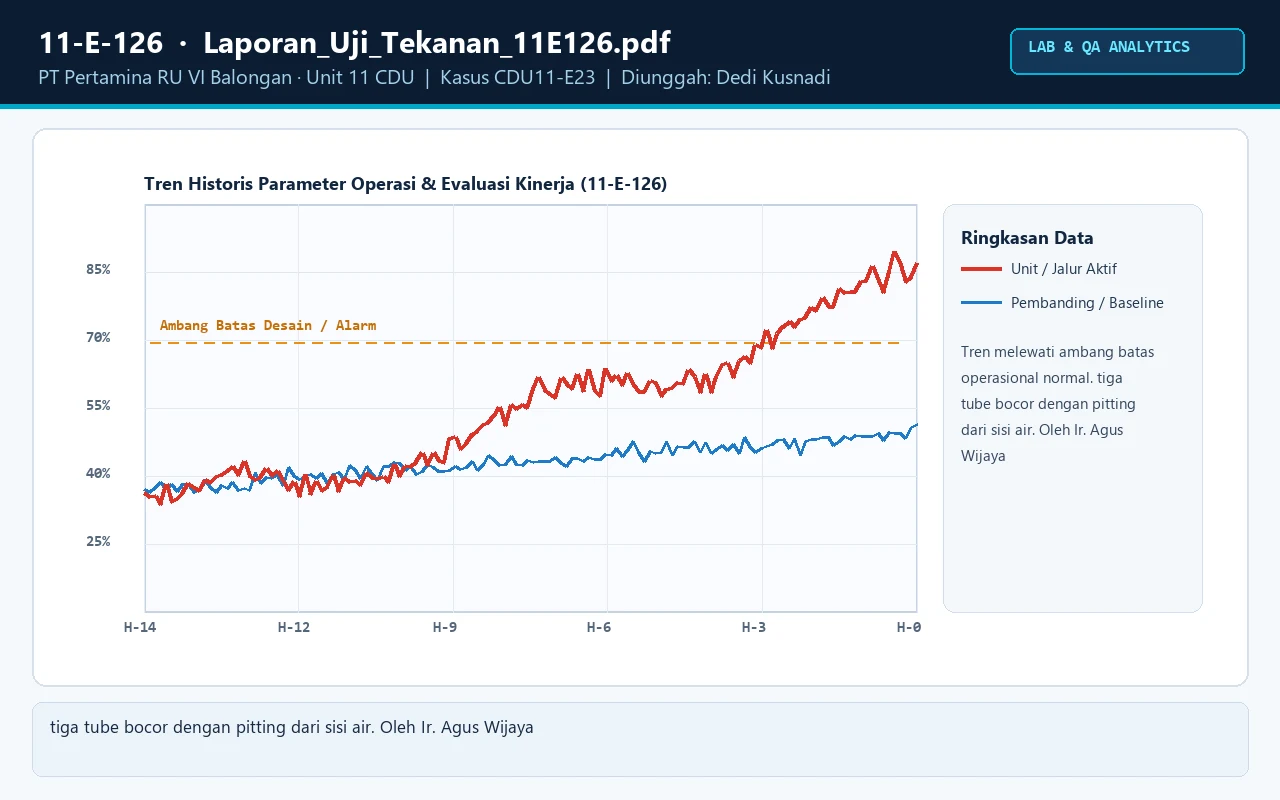 11-E-126 · Laporan_Uji_Tekanan_11E126.pdf
PT Pertamina RU VI Balongan · Unit 11 CDU | Kasus CDU11-E23 | Diunggah: Dedi Kusnadi
LAB & QA ANALYTICS
Tren Historis Parameter Operasi & Evaluasi Kinerja (11-E-126)
85%
70%
55%
40%
25%
Ambang Batas Desain / Alarm
H-14
H-12
H-9
H-6
H-3
H-0
Ringkasan Data
Unit / Jalur Aktif
Pembanding / Baseline
Tren melewati ambang batas
operasional normal. tiga
tube bocor dengan pitting
dari sisi air. Oleh Ir. Agus
Wijaya
tiga tube bocor dengan pitting dari sisi air. Oleh Ir. Agus Wijaya